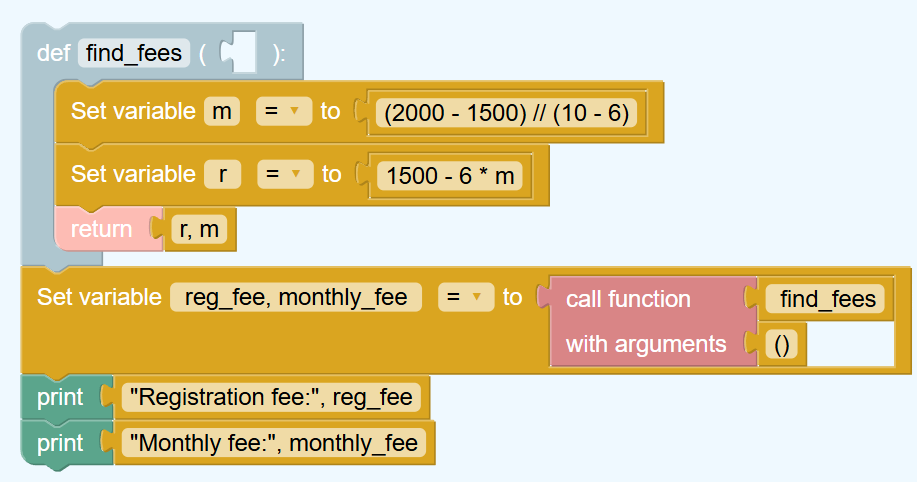 def find_fees ( ):
Set variable m = to (2000 - 1500) // (10 - 6)
Set variable r = to 1500 - 6 * m
return r, m
Set variable reg_fee, monthly_fee = to call function find_fees
with arguments ()
print "Registration fee:", reg_fee
print "Monthly fee:", monthly_fee